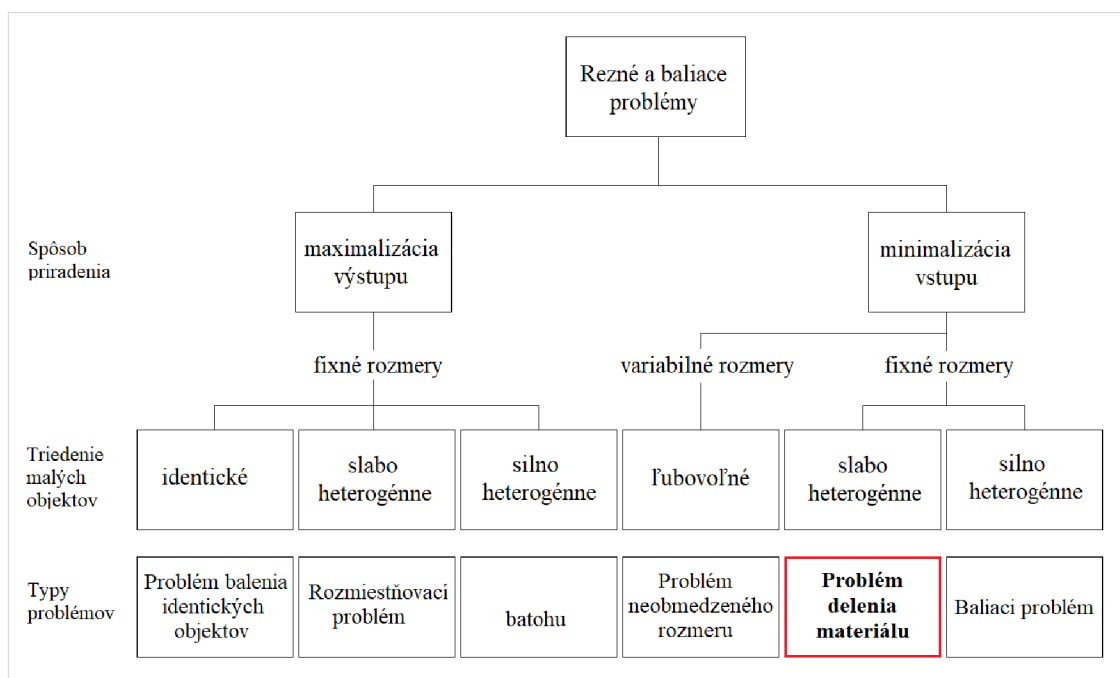 Rezné a baliace
problémy
Spôsob
priradenia
maximalizácia
výstupu
minimalizácia
vstupu
fixné rozmery
variabilné rozmery
fixné rozmery
Triedenie
malých
objektov
identické
slabo
heterogénne
silno
heterogénne
ľubovoľné
slabo
heterogénne
silno
heterogénne
Typy
problémov
Problém balenia
identických
objektov
Rozmiestňovací
problém
batohu
Problém
neobmedzeného
rozmeru
Problém
delenia
materiálu
Baliaci problém